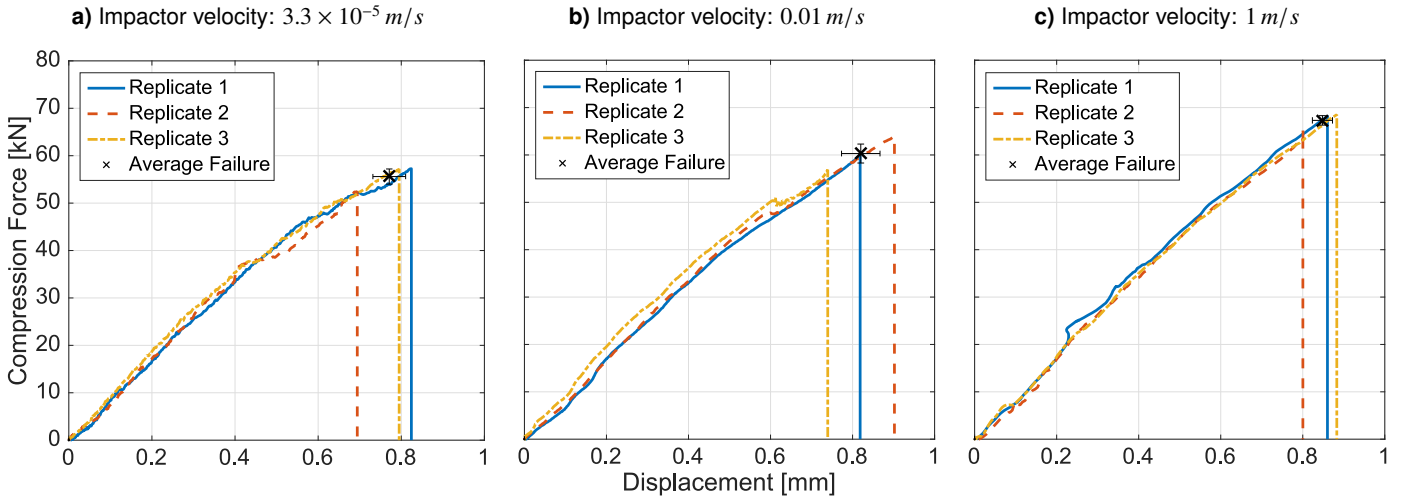 a) Impactor velocity: 3.3 × 10⁻⁵ m/s
b) Impactor velocity: 0.01 m/s
c) Impactor velocity: 1 m/s
Compression Force [kN]
80
70
60
50
40
30
20
10
0
Replicate 1
Replicate 2
Replicate 3
Average Failure
0 0.2 0.4 0.6 0.8 1
Replicate 1
Replicate 2
Replicate 3
Average Failure
0 0.2 0.4 0.6 0.8 1
Replicate 1
Replicate 2
Replicate 3
Average Failure
0 0.2 0.4 0.6 0.8 1
Displacement [mm]